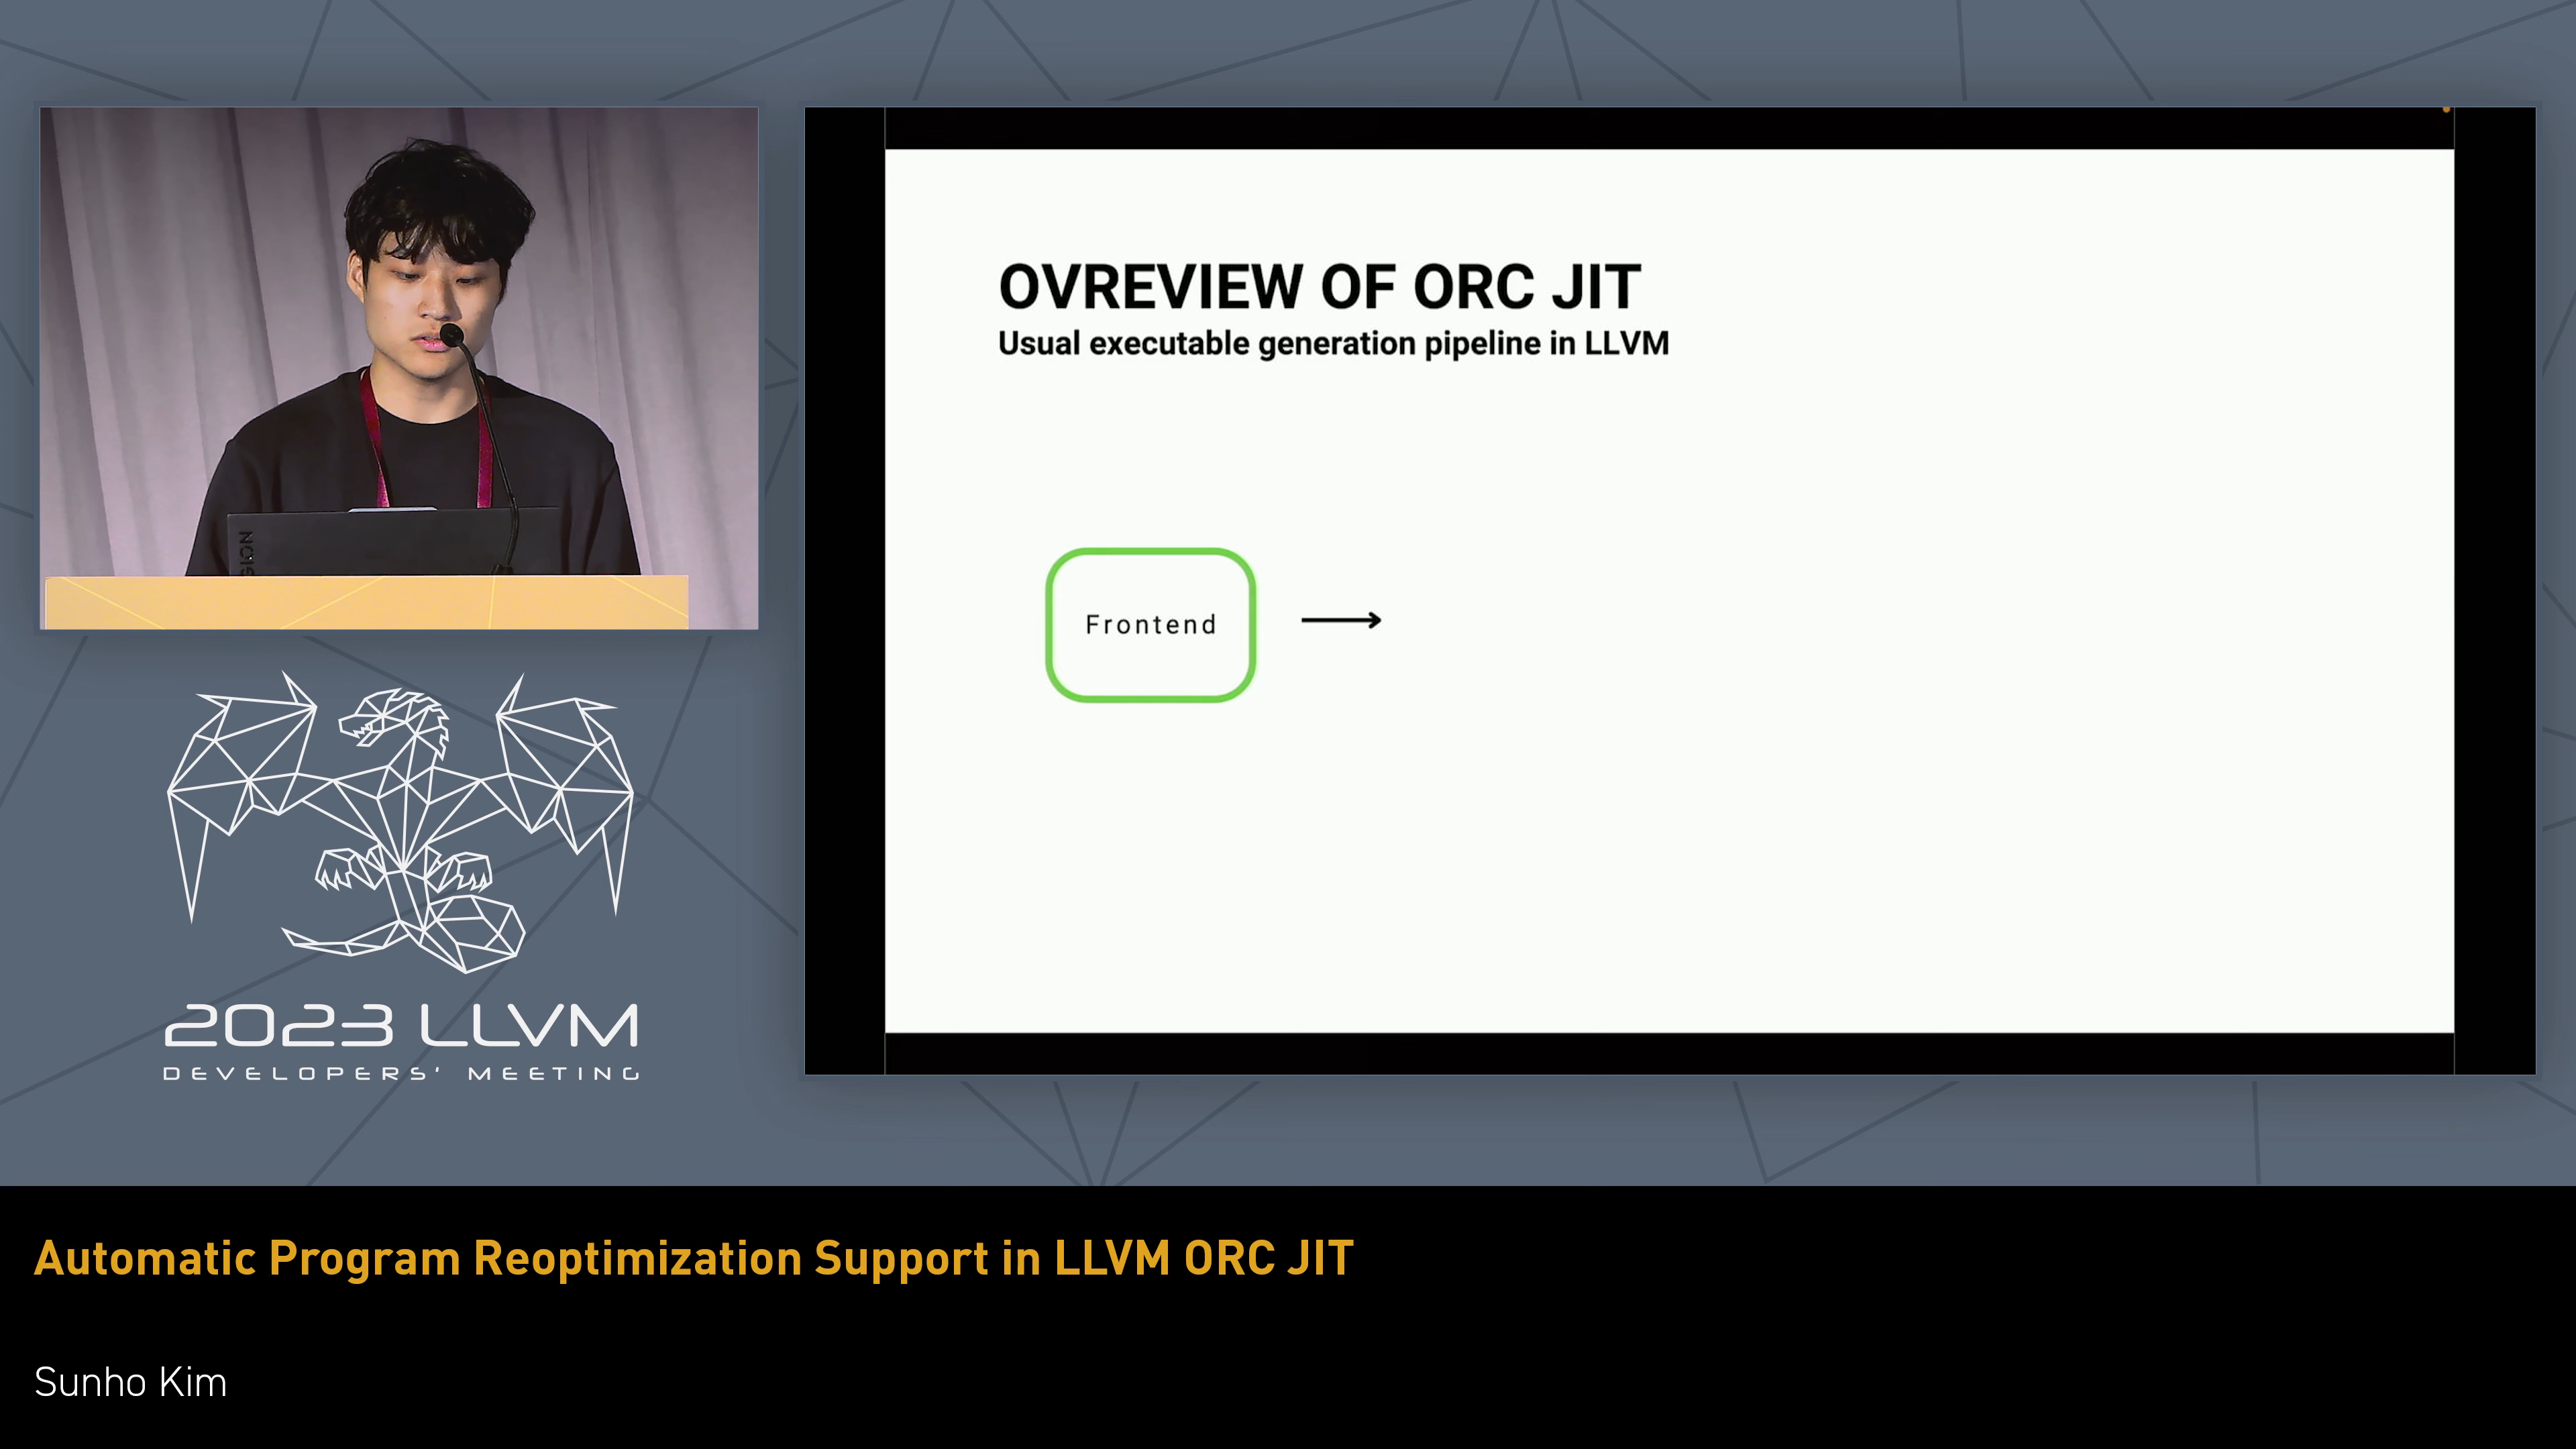 OVREVIEW OF ORC JIT
Usual executable generation pipeline in LLVM
Frontend
2023 LLVM
DEVELOPERS' MEETING
Automatic Program Reoptimization Support in LLVM ORC JIT
Sunho Kim